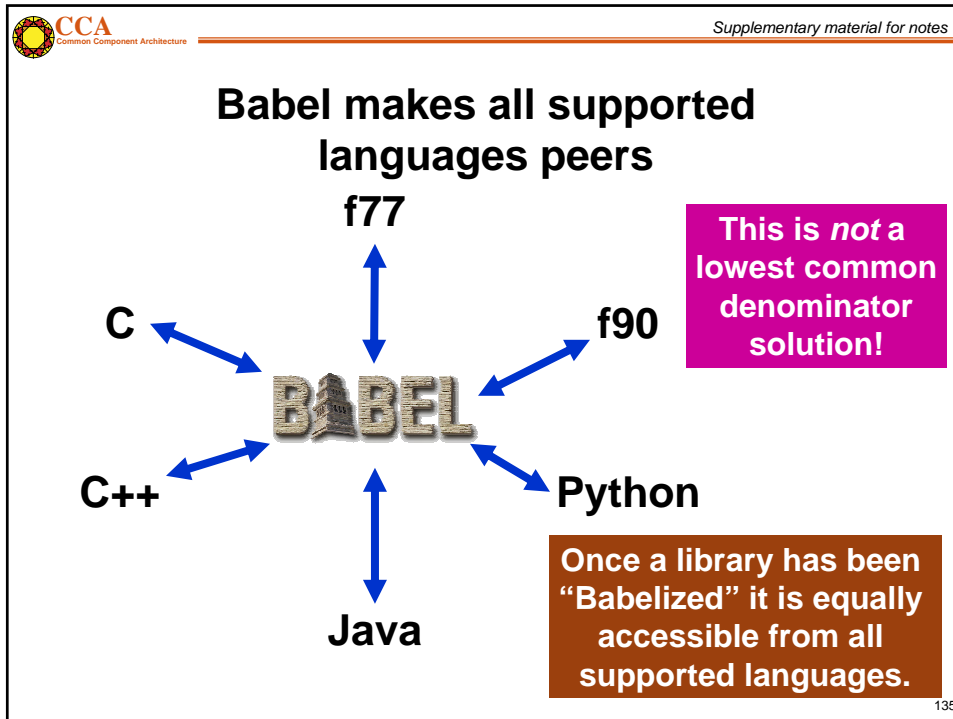 CCA
Common Component Architecture
Supplementary material for notes
Babel makes all supported
languages peers
f77
This is not a
lowest common
denominator
solution!
C
f90
BABEL
C++
Python
Once a library has been
“Babelized” it is equally
accessible from all
supported languages.
Java
135